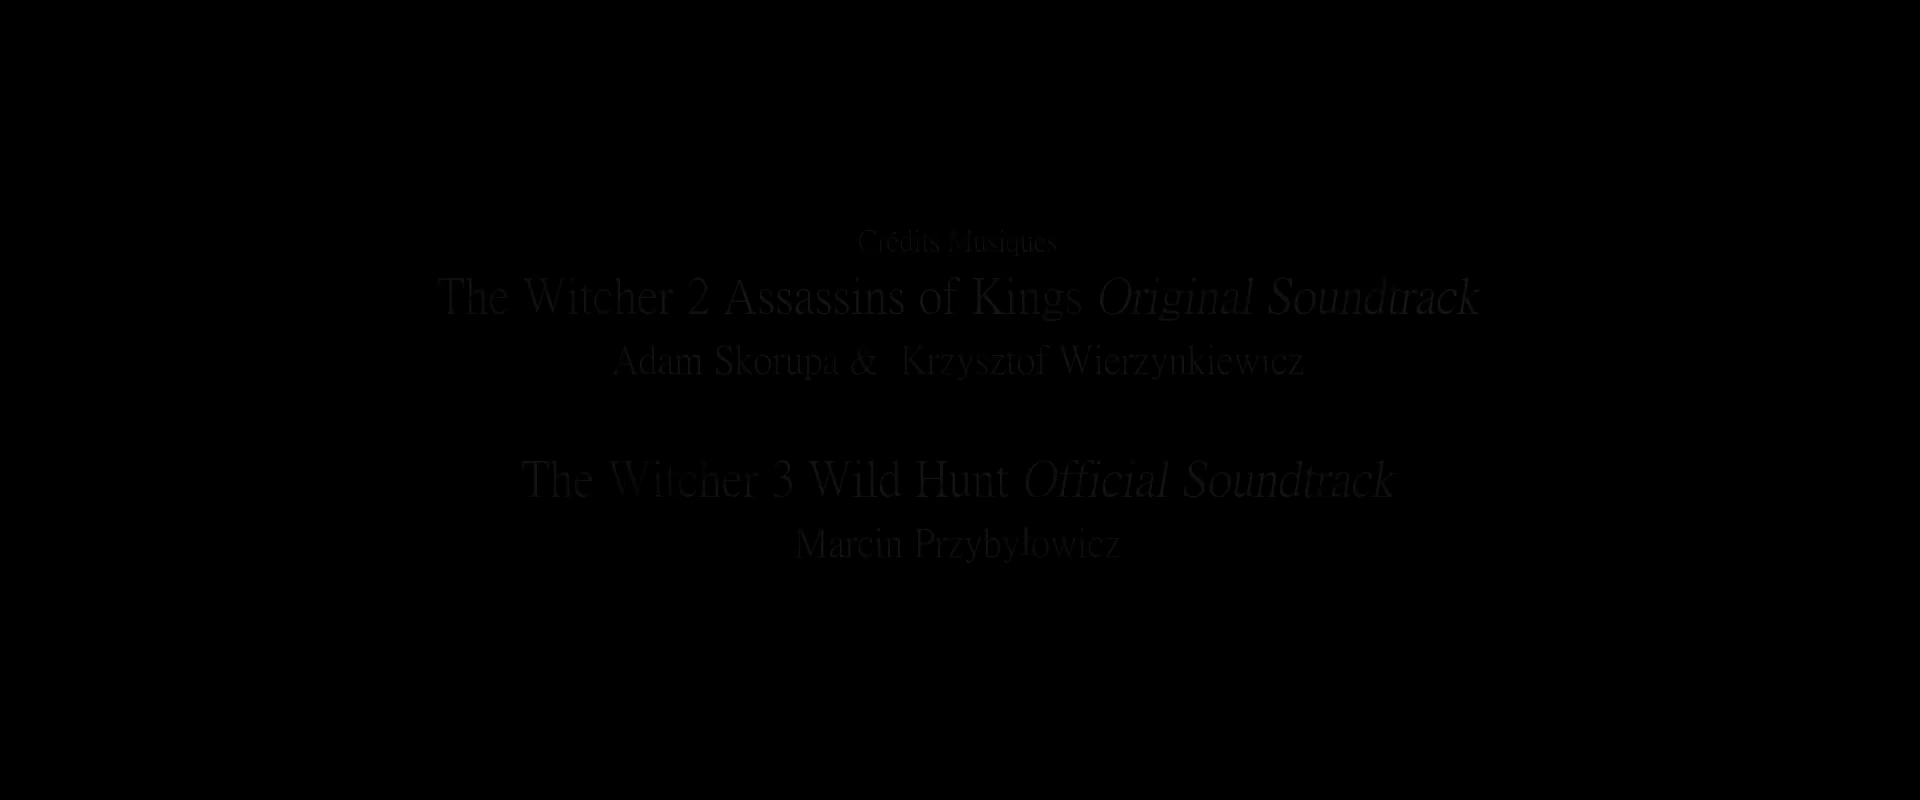 Crédits Musiques
The Witcher 2 Assassins of Kings Original Soundtrack
Adam Skorupa & Krzysztof Wierzynkiewicz
The Witcher 3 Wild Hunt Official Soundtrack
Marcin Przybyłowicz